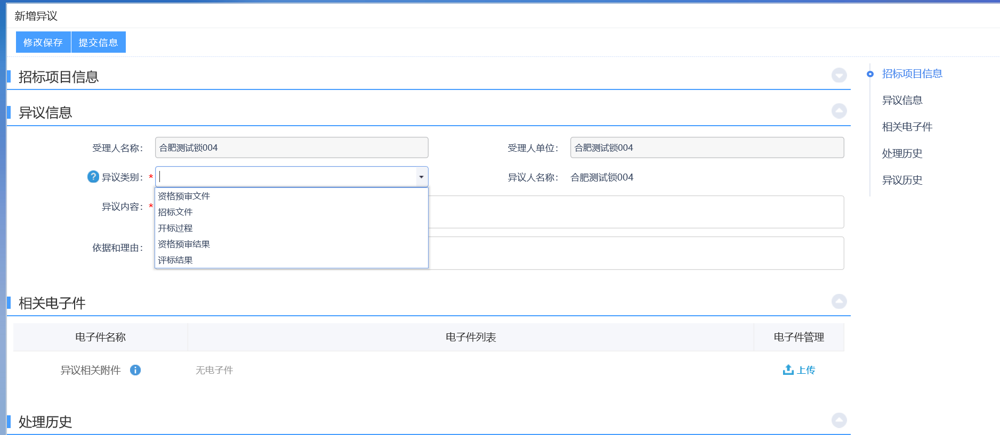 新增异议
修改保存 提交信息
招标项目信息
异议信息
受理人名称： 合肥测试锁004 受理人单位： 合肥测试锁004
? 异议类别： * 异议人名称： 合肥测试锁004
资格预审文件
招标文件
开标过程
资格预审结果
评标结果
异议内容： *
依据和理由：
相关电子件
电子件名称 电子件列表 电子件管理
异议相关附件 i 无电子件 上传
处理历史
招标项目信息
异议信息
相关电子件
处理历史
异议历史